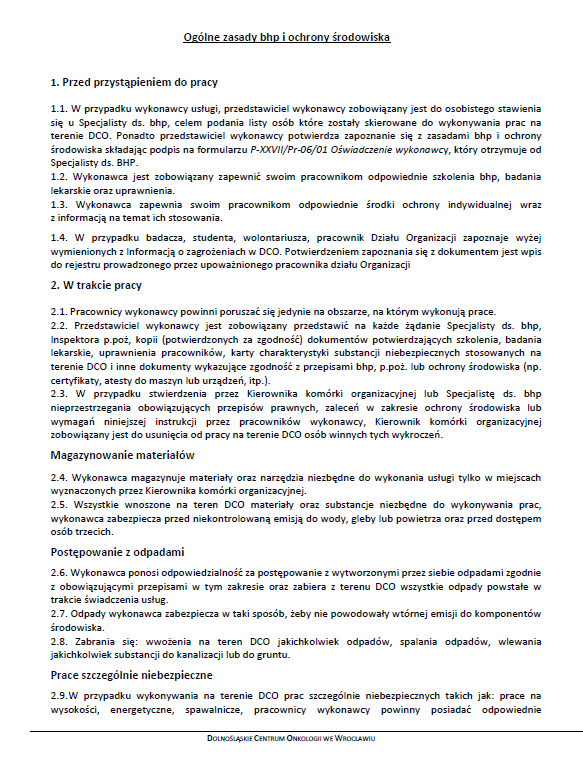 Ogólne zasady bhp i ochrony środowiska
1. Przed przystąpieniem do pracy
1.1. W przypadku wykonawcy usługi, przedstawiciel wykonawcy zobowiązany jest do osobistego stawienia
się u Specjalisty ds. bhp, celem podania listy osób które zostały skierowane do wykonywania prac na
terenie DCO. Ponadto przedstawiciel wykonawcy potwierdza zapoznanie się z zasadami bhp i ochrony
środowiska składając podpis na formularzu P-XXVII/Pr-06/01 Oświadczenie wykonawcy, który otrzymuje od
Specjalisty ds. BHP.
1.2. Wykonawca jest zobowiązany zapewnić swoim pracownikom odpowiednie szkolenia bhp, badania
lekarskie oraz uprawnienia.
1.3. Wykonawca zapewnia swoim pracownikom odpowiednie środki ochrony indywidualnej wraz
z informacją na temat ich stosowania.
1.4. W przypadku badacza, studenta, wolontariusza, pracownik Działu Organizacji zapoznaje wyżej
wymienionych z Informacją o zagrożeniach w DCO. Potwierdzeniem zapoznania się z dokumentem jest wpis
do rejestru prowadzonego przez upoważnionego pracownika działu Organizacji
2. W trakcie pracy
2.1. Pracownicy wykonawcy powinni poruszać się jedynie na obszarze, na którym wykonują prace.
2.2. Przedstawiciel wykonawcy jest zobowiązany przedstawić na każde żądanie Specjalisty ds. bhp,
Inspektora p.poż, kopii (potwierdzonych za zgodność) dokumentów potwierdzających szkolenia, badania
lekarskie, uprawnienia pracowników, karty charakterystyki substancji niebezpiecznych stosowanych na
terenie DCO i inne dokumenty wykazujące zgodność z przepisami bhp, p.poż. lub ochrony środowiska (np.
certyfikaty, atesty do maszyn lub urządzeń, itp.).
2.3. W przypadku stwierdzenia przez Kierownika komórki organizacyjnej lub Specjalistę ds. bhp
nieprzestrzegania obowiązujących przepisów prawnych, zaleceń w zakresie ochrony środowiska lub
wymagań niniejszej instrukcji przez pracowników wykonawcy, Kierownik komórki organizacyjnej
zobowiązany jest do usunięcia od pracy na terenie DCO osób winnych tych wykroczeń.
Magazynowanie materiałów
2.4. Wykonawca magazynuje materiały oraz narzędzia niezbędne do wykonania usługi tylko w miejscach
wyznaczonych przez Kierownika komórki organizacyjnej.
2.5. Wszystkie wnoszone na teren DCO materiały oraz substancje niezbędne do wykonywania prac,
wykonawca zabezpiecza przed niekontrolowaną emisją do wody, gleby lub powietrza oraz przed dostępem
osób trzecich.
Postępowanie z odpadami
2.6. Wykonawca ponosi odpowiedzialność za postępowanie z wytworzonymi przez siebie odpadami zgodnie
z obowiązującymi przepisami w tym zakresie oraz zabiera z terenu DCO wszystkie odpady powstałe w
trakcie świadczenia usług.
2.7. Odpady wykonawca zabezpiecza w taki sposób, żeby nie powodowały wtórnej emisji do komponentów
środowiska.
2.8. Zabrania się: wwożenia na teren DCO jakichkolwiek odpadów, spalania odpadów, wlewania
jakichkolwiek substancji do kanalizacji lub do gruntu.
Prace szczególnie niebezpieczne
2.9.W przypadku wykonywania na terenie DCO prac szczególnie niebezpiecznych takich jak: prace na
wysokości, energetyczne, spawalnicze, pracownicy wykonawcy powinny posiadać odpowiednie
DOLNOŚLĄSKIE CENTRUM ONKOLOGII WE WROCŁAWIU